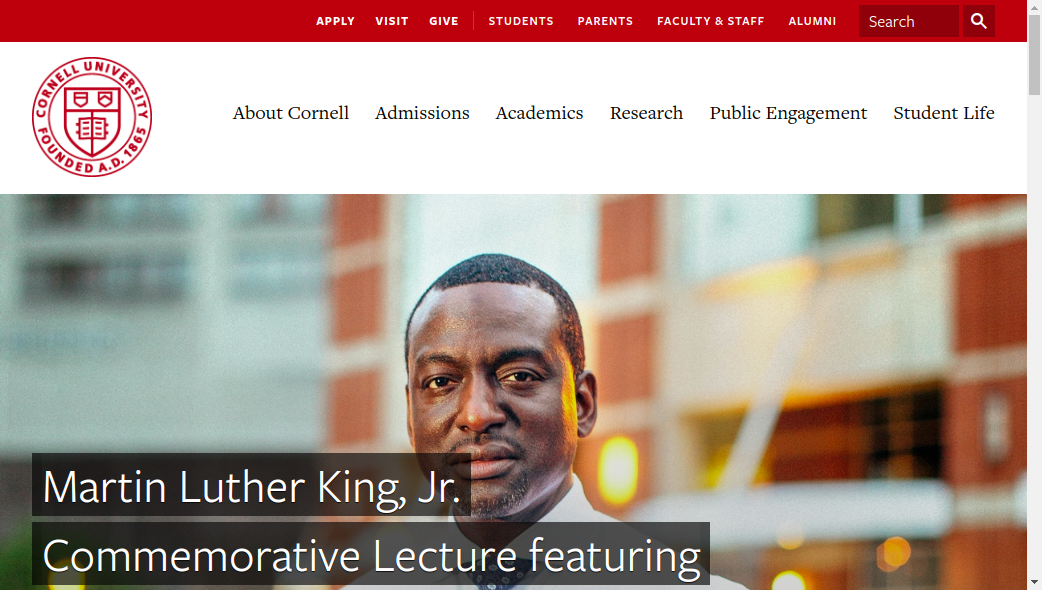 APPLY VISIT GIVE STUDENTS PARENTS FACULTY & STAFF ALUMNI Search
CORNELL UNIVERSITY
FOUNDED A.D. 1865
About Cornell Admissions Academics Research Public Engagement Student Life
Martin Luther King, Jr.
Commemorative Lecture featuring